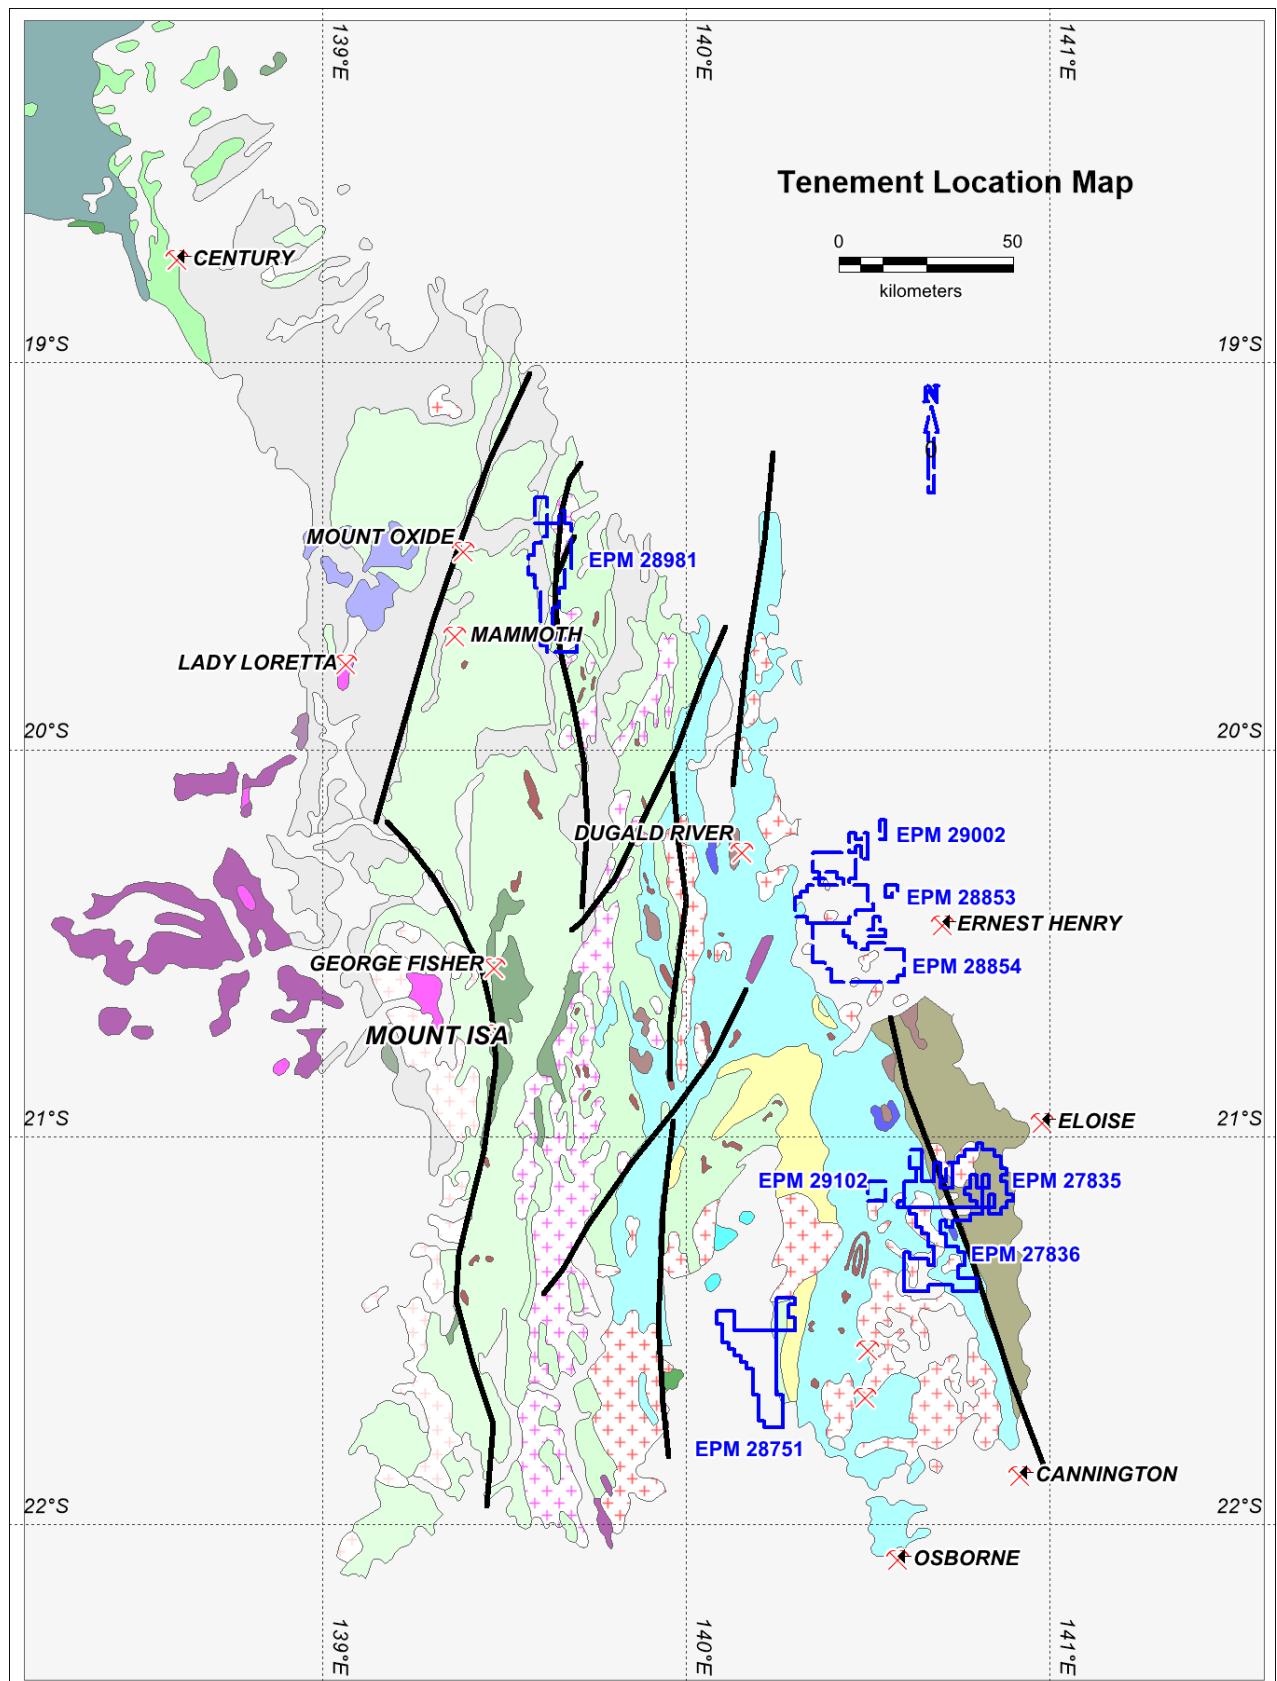 139°E
140°E
141°E
Tenement Location Map
0 50
kilometers
CENTURY
19°S
19°S
N
0
MOUNT OXIDE
EPM 28981
MAMMOTH
LADY LORETTA
20°S
20°S
DUGALD RIVER
EPM 29002
EPM 28853
ERNEST HENRY
GEORGE FISHER
EPM 28854
MOUNT ISA
ELOISE
21°S
21°S
EPM 29102
EPM 27835
EPM 27836
EPM 28751
CANNINGTON
22°S
22°S
OSBORNE
139°E
140°E
141°E